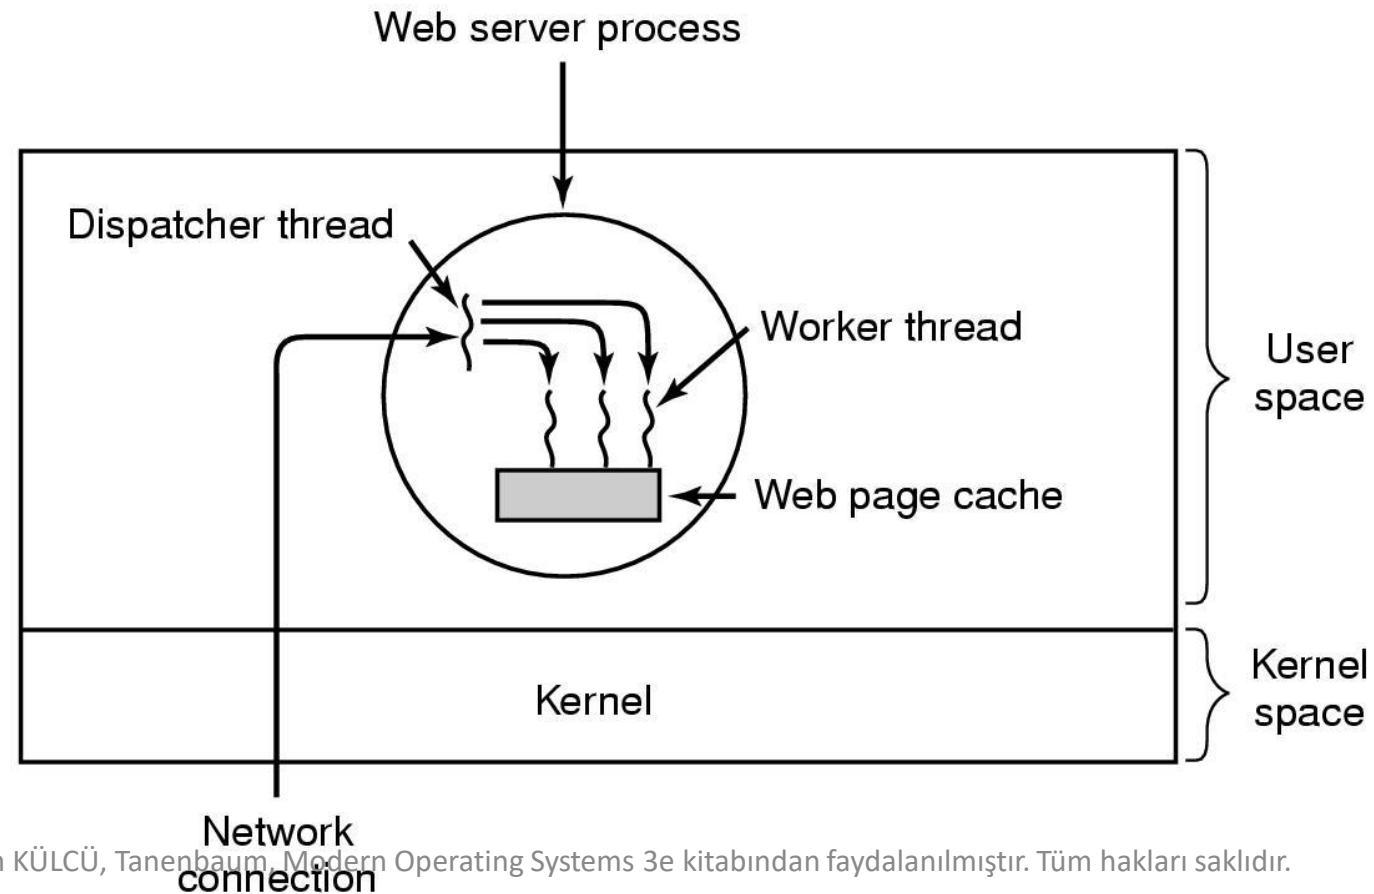 Web server process
Dispatcher thread
Worker thread
User
space
Web page cache
Kernel
space
Kernel
Network
connection
KÜLCÜ, Tanenbaum, Modern Operating Systems 3e kitabından faydalanılmıştır. Tüm hakları saklıdır.